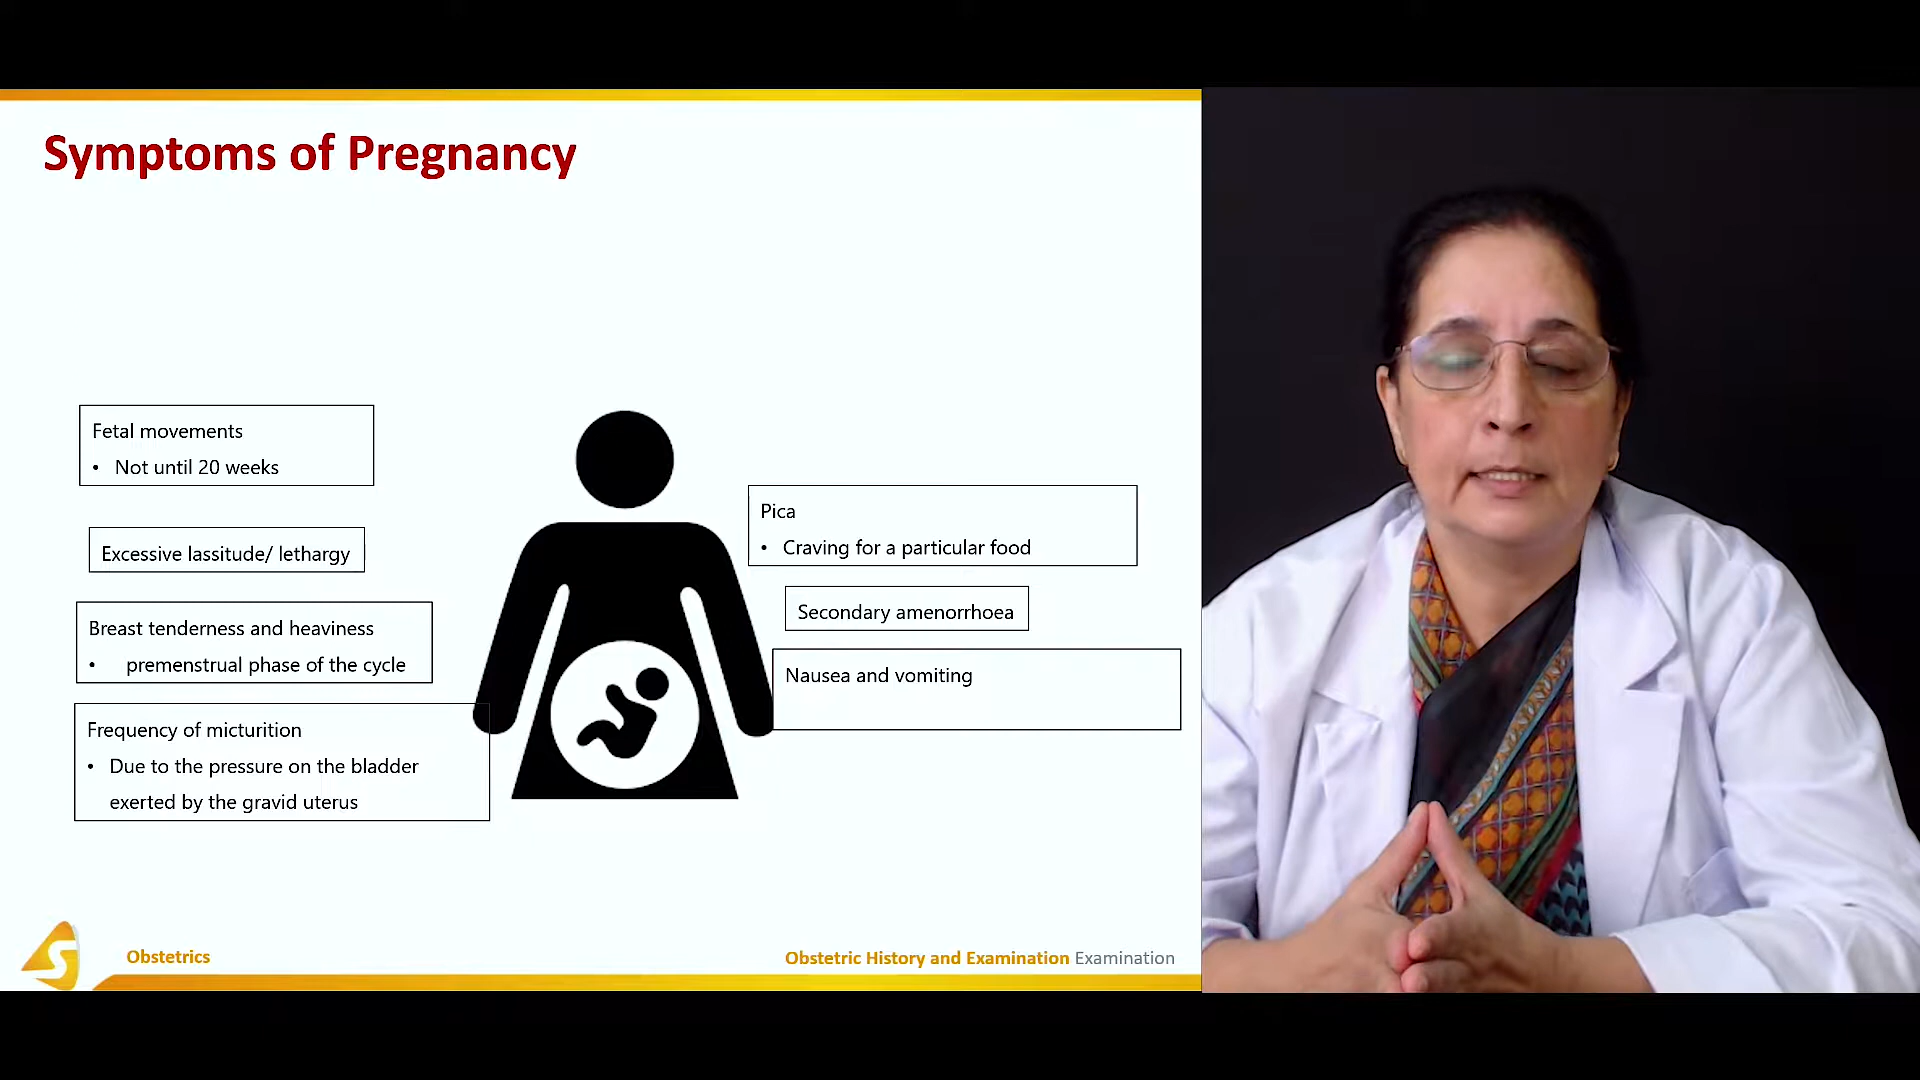 Symptoms of Pregnancy
Fetal movements
• Not until 20 weeks
Excessive lassitude/ lethargy
Breast tenderness and heaviness
• premenstrual phase of the cycle
Frequency of micturition
• Due to the pressure on the bladder
exerted by the gravid uterus
Pica
• Craving for a particular food
Secondary amenorrhoea
Nausea and vomiting
S
Obstetrics
Obstetric History and Examination Examination